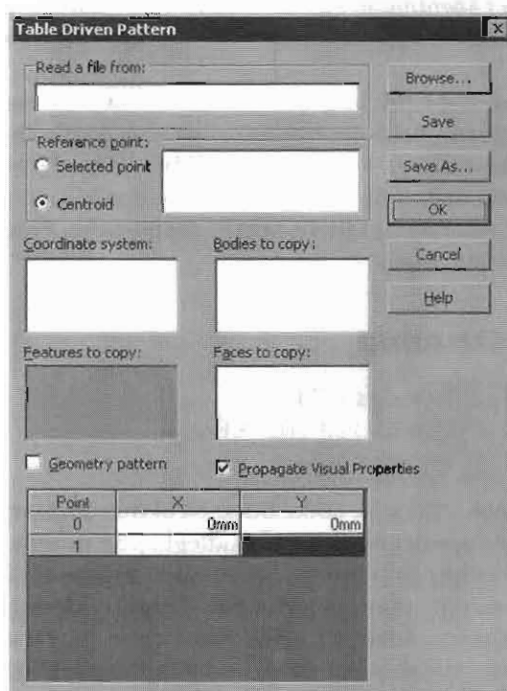 Table Driven Pattern
Read a file from:
Browse...
Save
Reference point:
Selected point
Save As...
Centroid
OK
Coordinate system:
Bodies to copy:
Cancel
Help
Features to copy:
Faces to copy:
Geometry pattern
Propagate Visual Properties
Point X Y
0 0mm 0mm
1